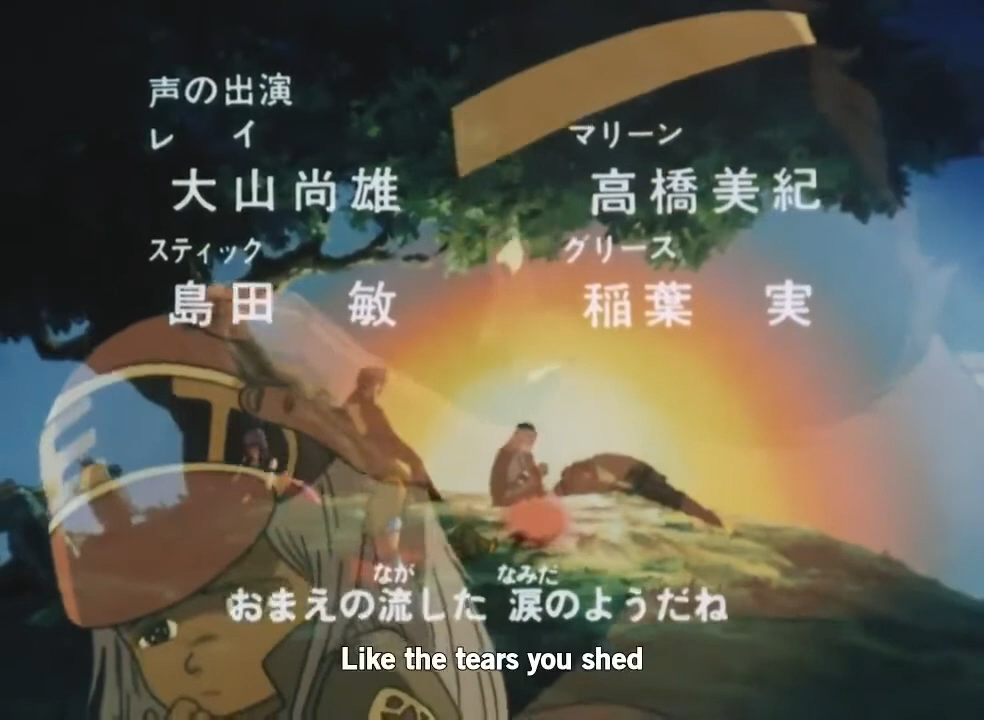 声の出演
レイ
マリーン
大山尚雄
高橋美紀
スティック
グリース
島田 敏
稲葉 実
なが なみだ
おまえの流した 涙のようだね
Like the tears you shed